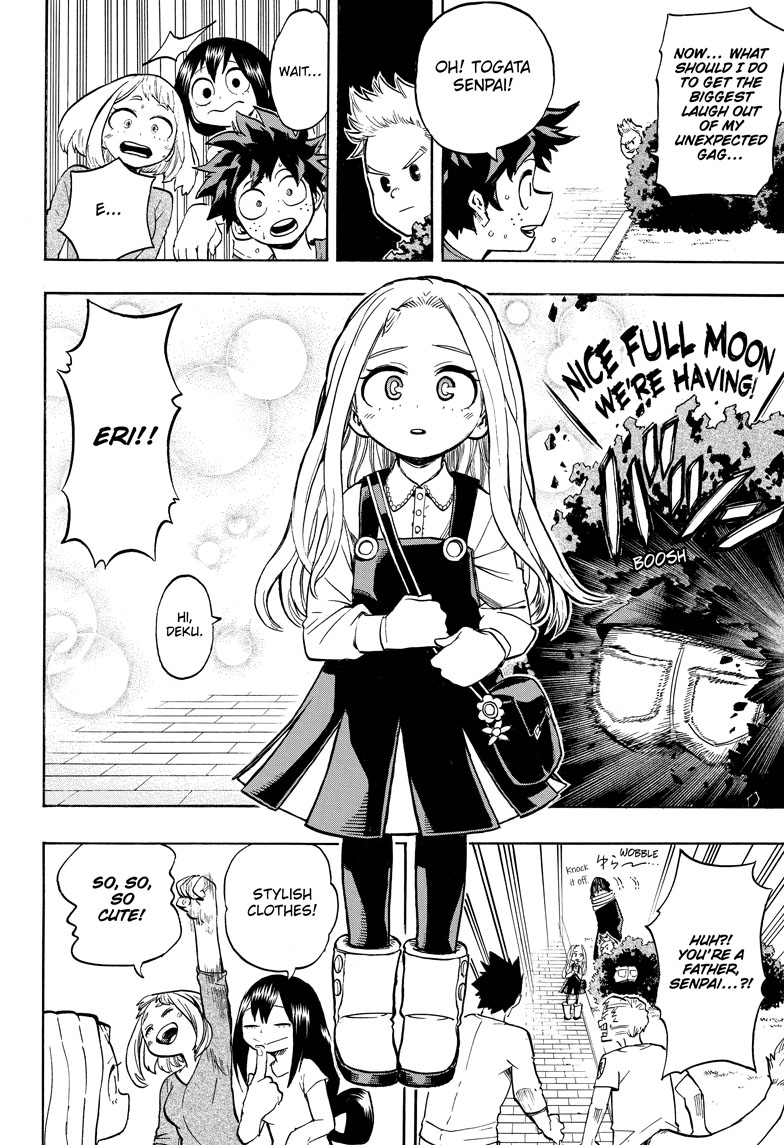 NOW... WHAT
SHOULD I DO
TO GET THE
BIGGEST
LAUGH OUT
OF MY
UNEXPECTED
GAG...
OH! TOGATA
SENPAI!
WAIT...
E...
NICE FULL MOON
WE'RE HAVING!
BOOSH
ERI!!
HI,
DEKU.
WOBBLE
ゆら~
Knock
it off.
HUH?!
YOU'RE A
FATHER,
SENPAI...?!
STYLISH
CLOTHES!
SO, SO,
SO
CUTE!